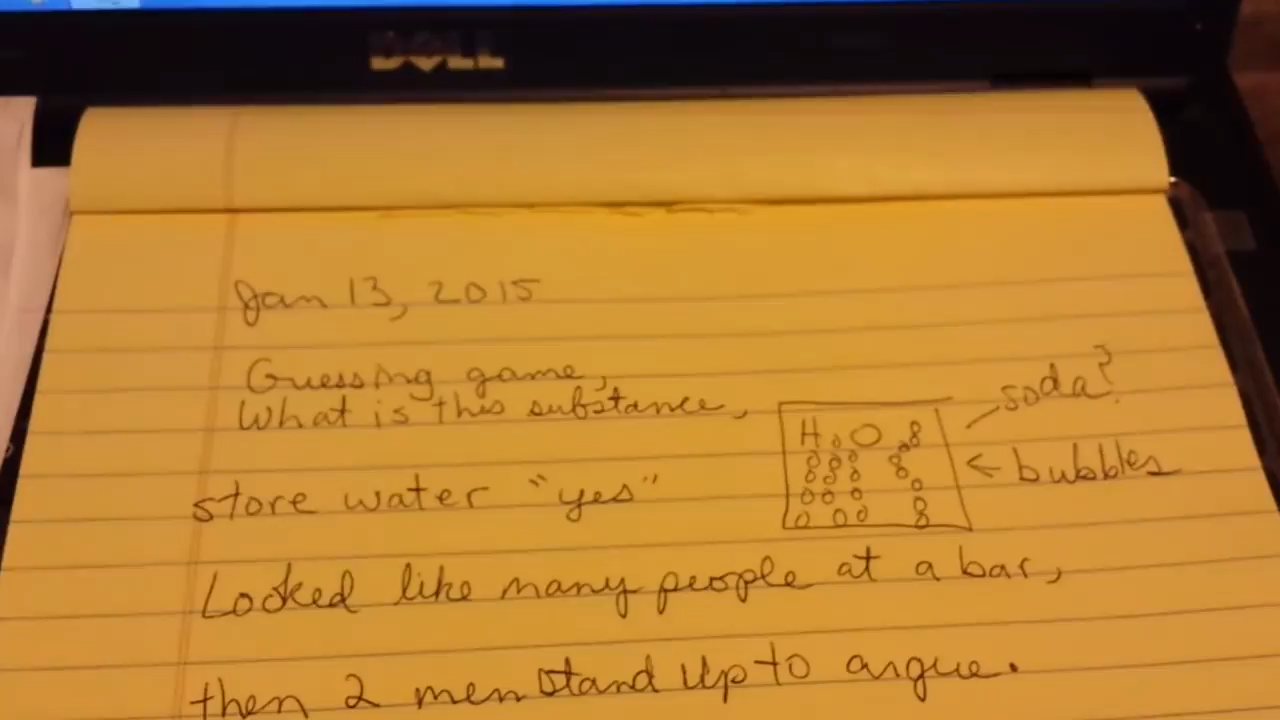 DELL
Jan 13, 2015
Guessing game,
What is this substance,
soda?
H₂O
← bubbles
store water "yes"
Looked like many people at a bar,
then 2 men stand up to argue.